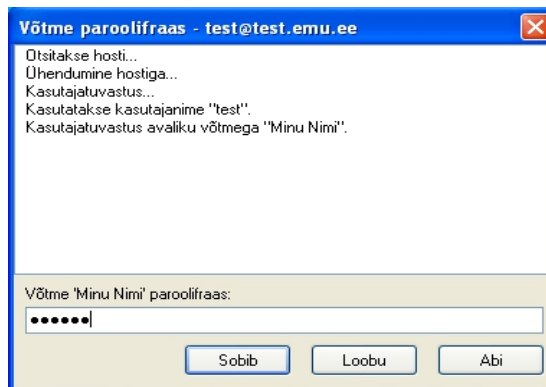 Võtme paroolifraas - test@test.emu.ee
Otsitakse hosti...
Ühendumine hostiga...
Kasutajatuvastus...
Kasutatakse kasutajanime "test".
Kasutajatuvastus avaliku võtmega "Minu Nimi".
Võtme 'Minu Nimi' paroolifraas:
●●●●●●
Sobib Loobu Abi